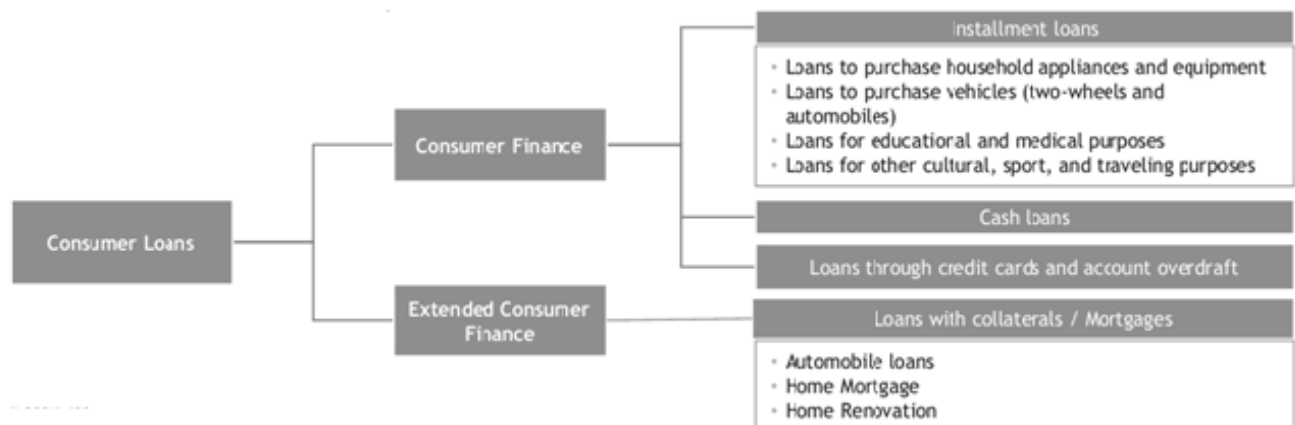 Installment loans
• Loans to purchase household appliances and equipment
• Loans to purchase vehicles (two-wheels and
automobiles)
• Loans for educational and medical purposes
• Loans for other cultural, sport, and traveling purposes
Consumer Finance
Cash loans
Consumer Loans
Loans through credit cards and account overdraft
Extended Consumer
Finance
Loans with collaterals / Mortgages
• Automobile loans
• Home Mortgage
• Home Renovation